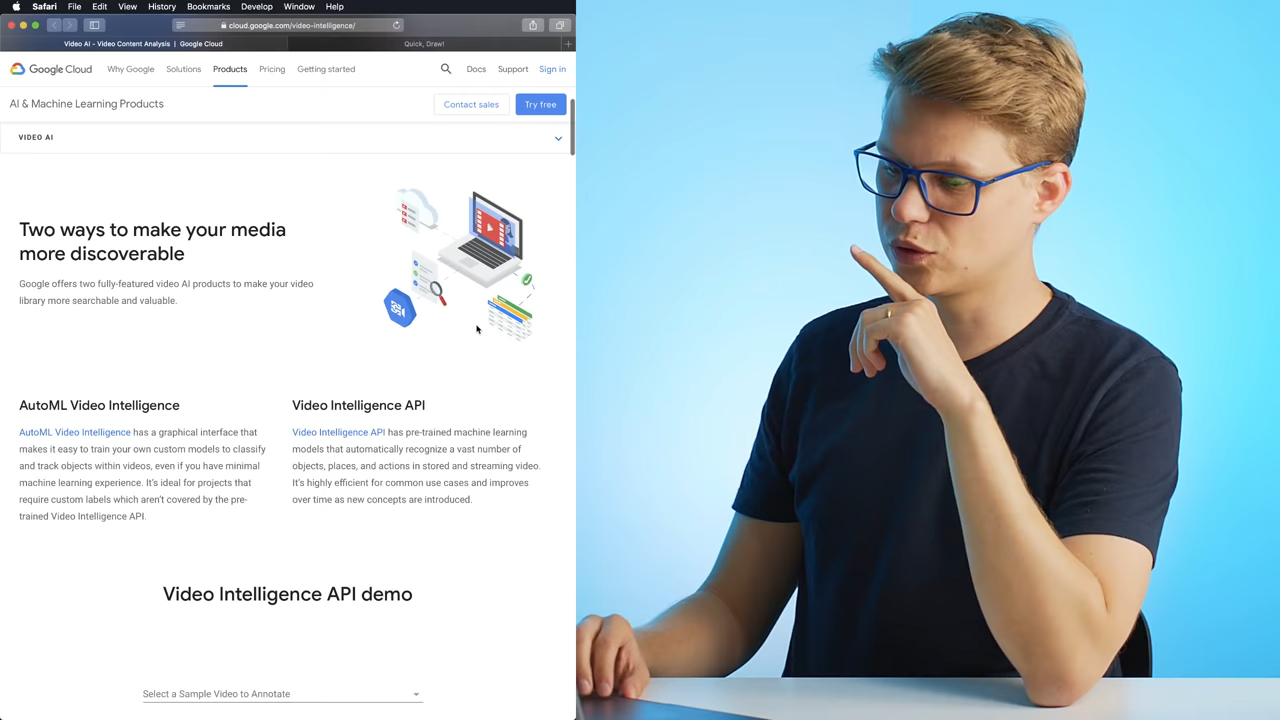 Safari File Edit View History Bookmarks Develop Window Help
cloud.google.com/video-intelligence/
Video AI - Video Content Analysis | Google Cloud
Quick, Draw!
Google Cloud Why Google Solutions Products Pricing Getting started Docs Support Sign in
AI & Machine Learning Products
Contact sales
Try free
VIDEO AI
Two ways to make your media
more discoverable
Google offers two fully-featured video AI products to make your video
library more searchable and valuable.
AutoML Video Intelligence
AutoML Video Intelligence has a graphical interface that
makes it easy to train your own custom models to classify
and track objects within videos, even if you have minimal
machine learning experience. It's ideal for projects that
require custom labels which aren't covered by the pre-
trained Video Intelligence API.
Video Intelligence API
Video Intelligence API has pre-trained machine learning
models that automatically recognize a vast number of
objects, places, and actions in stored and streaming video.
It's highly efficient for common use cases and improves
over time as new concepts are introduced.
Video Intelligence API demo
Select a Sample Video to Annotate